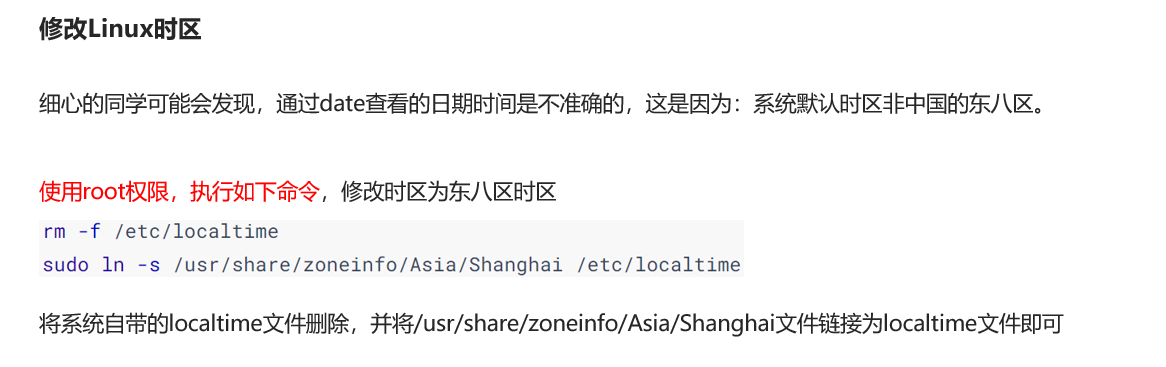 修改Linux时区
细心的同学可能会发现，通过date查看的日期时间是不准确的，这是因为：系统默认时区非中国的东八区。
使用root权限，执行如下命令，修改时区为东八区时区
rm -f /etc/localtime
sudo ln -s /usr/share/zoneinfo/Asia/Shanghai /etc/localtime
将系统自带的localtime文件删除，并将/usr/share/zoneinfo/Asia/Shanghai文件链接为localtime文件即可